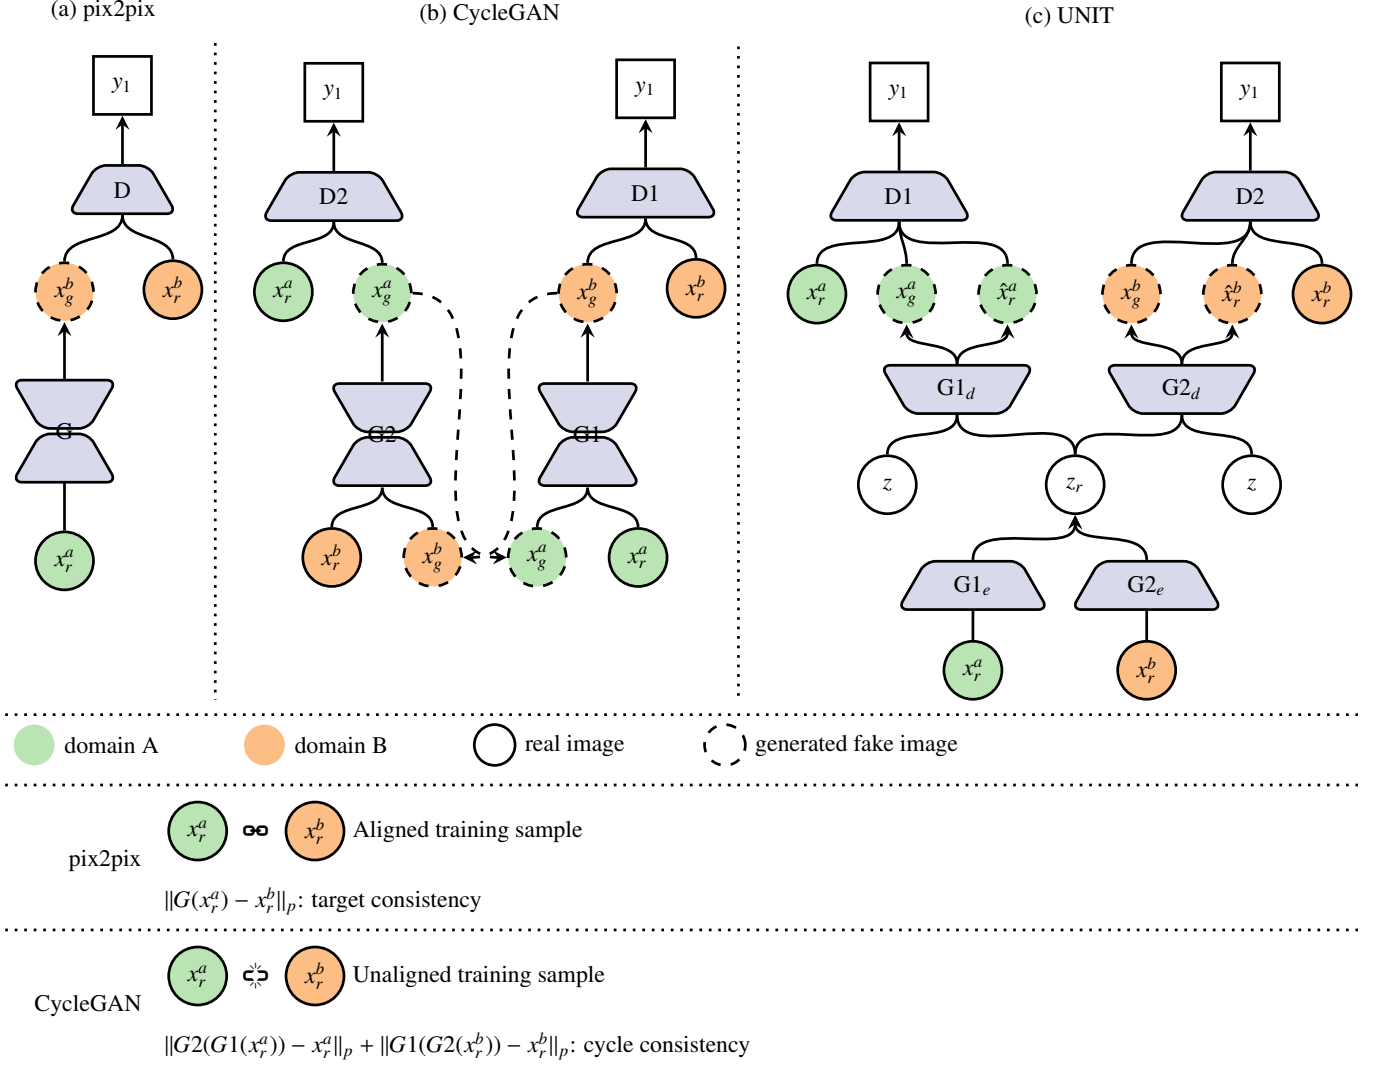 (a) pix2pix (b) CycleGAN (c) UNIT
y₁ y₁ y₁ y₁ y₁
D D2 D1 D1 D2
x_g^b x_r^b x_r^a x_g^a x_g^b x_r^b x_r^a x_g^a x̂_r^a x_g^b x̂_r^b x_r^b
G G2 G1 G1_d G2_d
z z_r z
x_r^a x_r^b x_g^b x_g^a x_r^a G1_e G2_e
x_r^a x_r^b
domain A domain B real image generated fake image
x_r^a x_r^b Aligned training sample
pix2pix
||G(x_r^a) − x_r^b||_p: target consistency
x_r^a x_r^b Unaligned training sample
CycleGAN
||G2(G1(x_r^a)) − x_r^a||_p + ||G1(G2(x_r^b)) − x_r^b||_p: cycle consistency